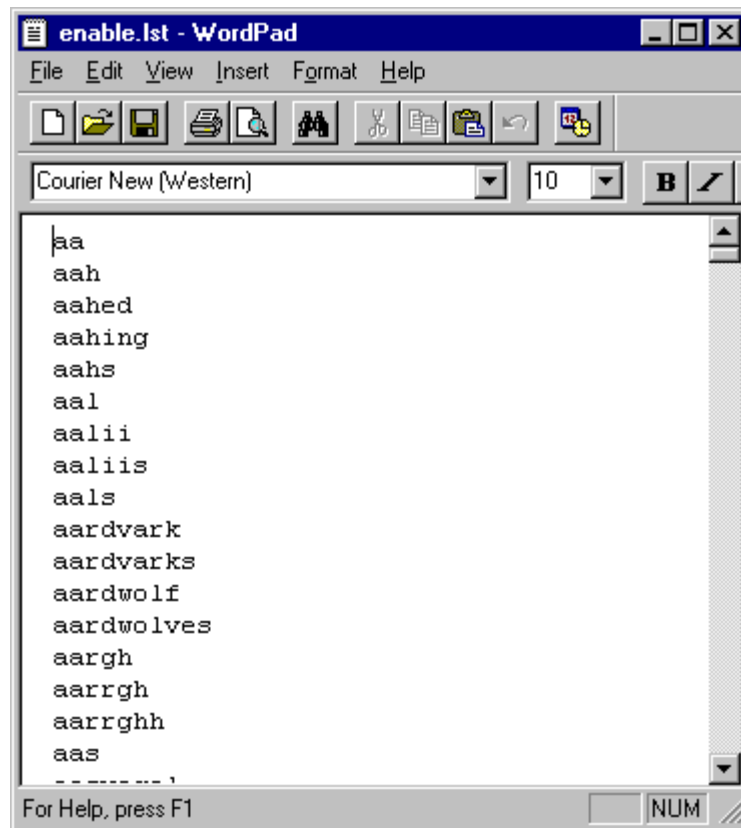 enable.lst - WordPad
File Edit View Insert Format Help
Courier New (Western) 10 B I
aa
aah
aahed
aahing
aahs
aal
aalii
aaliis
aals
aardvark
aardvarks
aardwolf
aardwolves
aargh
aarrgh
aarrghh
aas
For Help, press F1 NUM